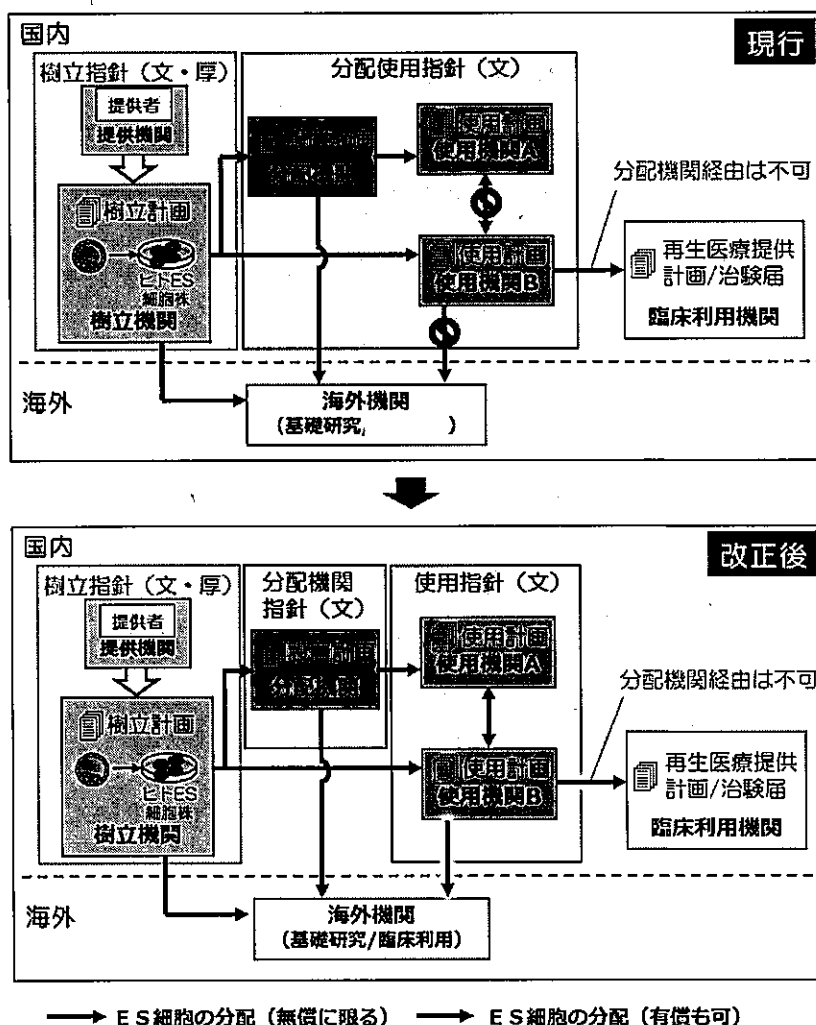 国内
現行
樹立指針（文・厚）
分配使用指針（文）
提供者
提供機関
使用計画
使用機関A
分配機関経由は不可
樹立計画
ヒトES
細胞株
樹立機関
使用計画
使用機関B
再生医療提供
計画/治験届
臨床利用機関
海外
海外機関
(基礎研究, )
国内
改正後
樹立指針（文・厚）
分配機関
指針（文）
使用指針（文）
提供者
提供機関
設置計画
分配機関
使用計画
使用機関A
分配機関経由は不可
樹立計画
ヒトES
細胞株
樹立機関
使用計画
使用機関B
再生医療提供
計画/治験届
臨床利用機関
海外
海外機関
(基礎研究/臨床利用)
ES細胞の分配（無償に限る）
ES細胞の分配（有償も可）